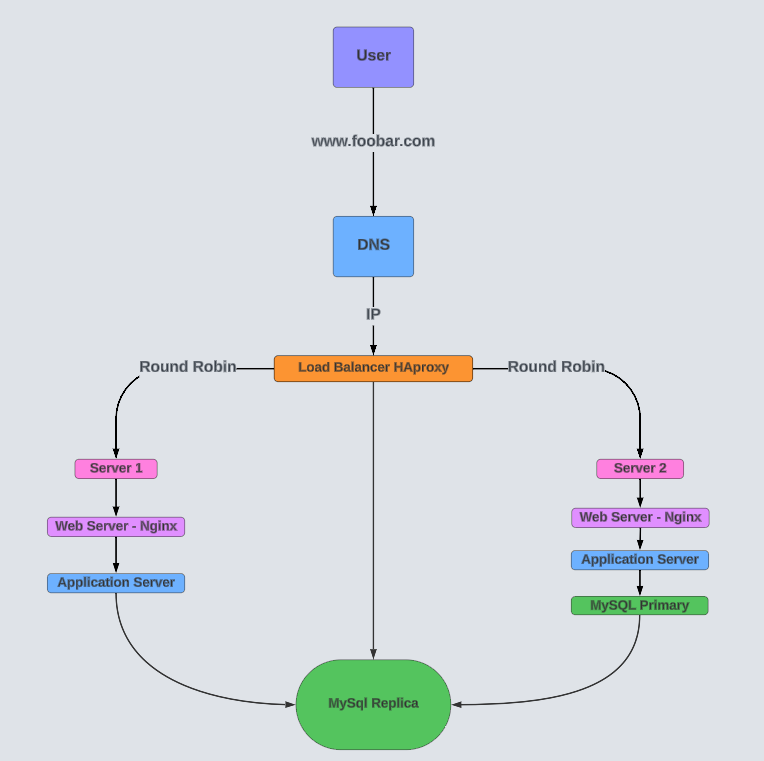 User
www.foobar.com
DNS
IP
Round Robin
Load Balancer HAproxy
Round Robin
Server 1
Server 2
Web Server - Nginx
Web Server - Nginx
Application Server
Application Server
MySQL Primary
MySql Replica